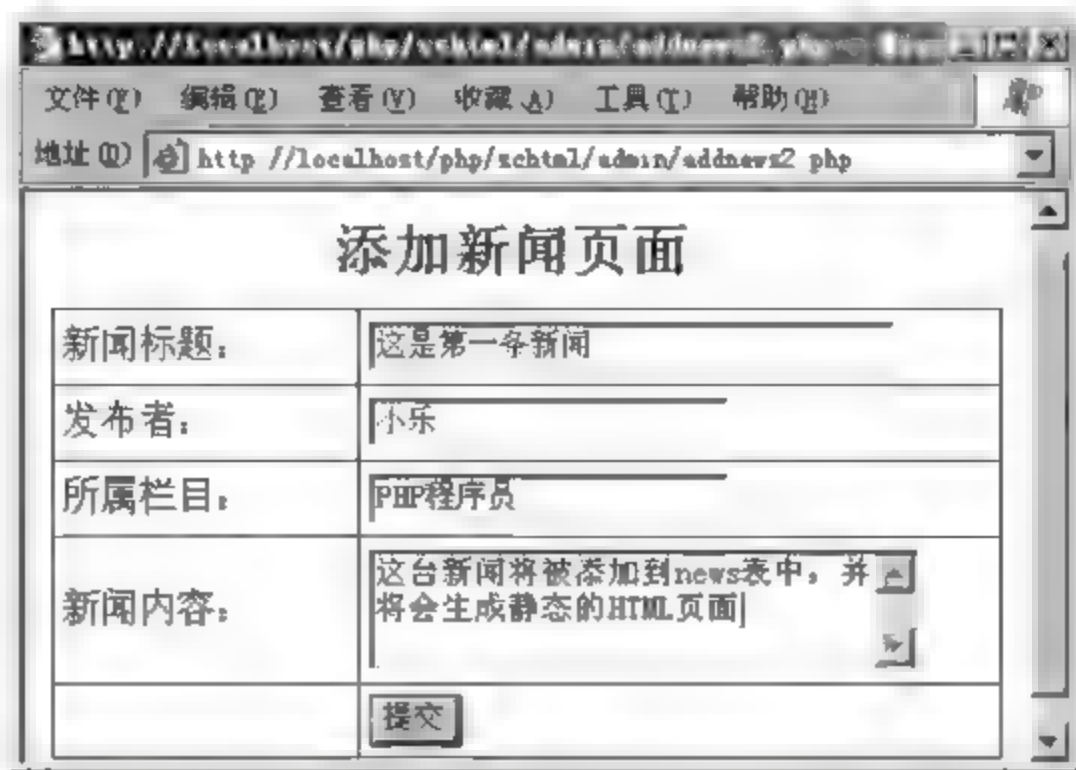 文件(F) 编辑(E) 查看(V) 收藏(A) 工具(T) 帮助(H)
地址(D) http //localhost/php/schtml/admin/addnews2 php
添加新闻页面
新闻标题： 这是第一条新闻
发布者： 小乐
所属栏目： PHP程序员
新闻内容： 这台新闻将被添加到news表中，并
将会生成静态的HTML页面
提交